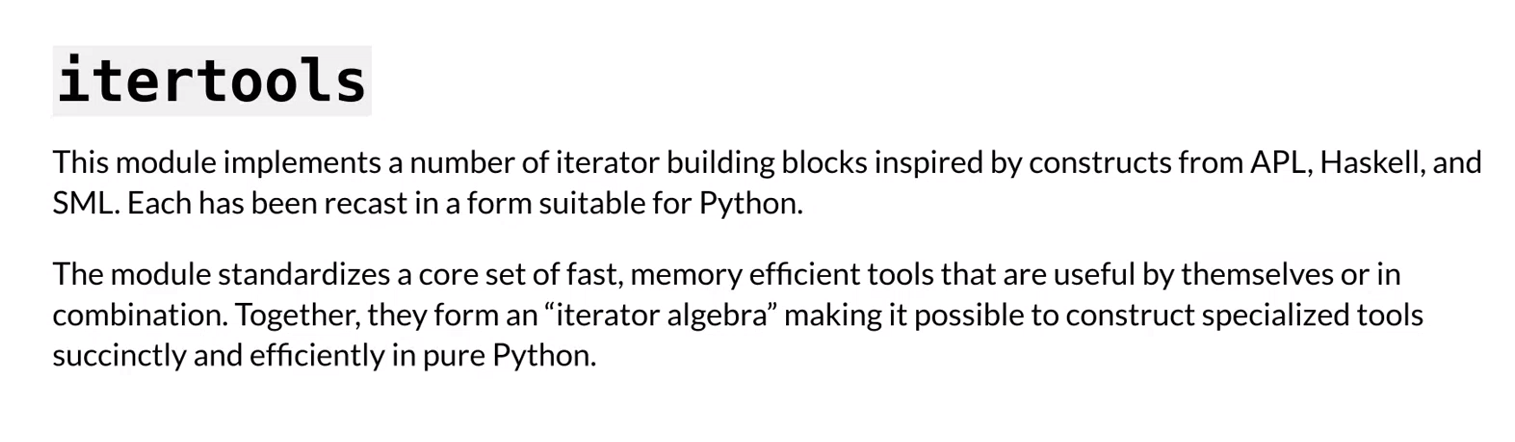 itertools
This module implements a number of iterator building blocks inspired by constructs from APL, Haskell, and
SML. Each has been recast in a form suitable for Python.
The module standardizes a core set of fast, memory efficient tools that are useful by themselves or in
combination. Together, they form an “iterator algebra” making it possible to construct specialized tools
succinctly and efficiently in pure Python.